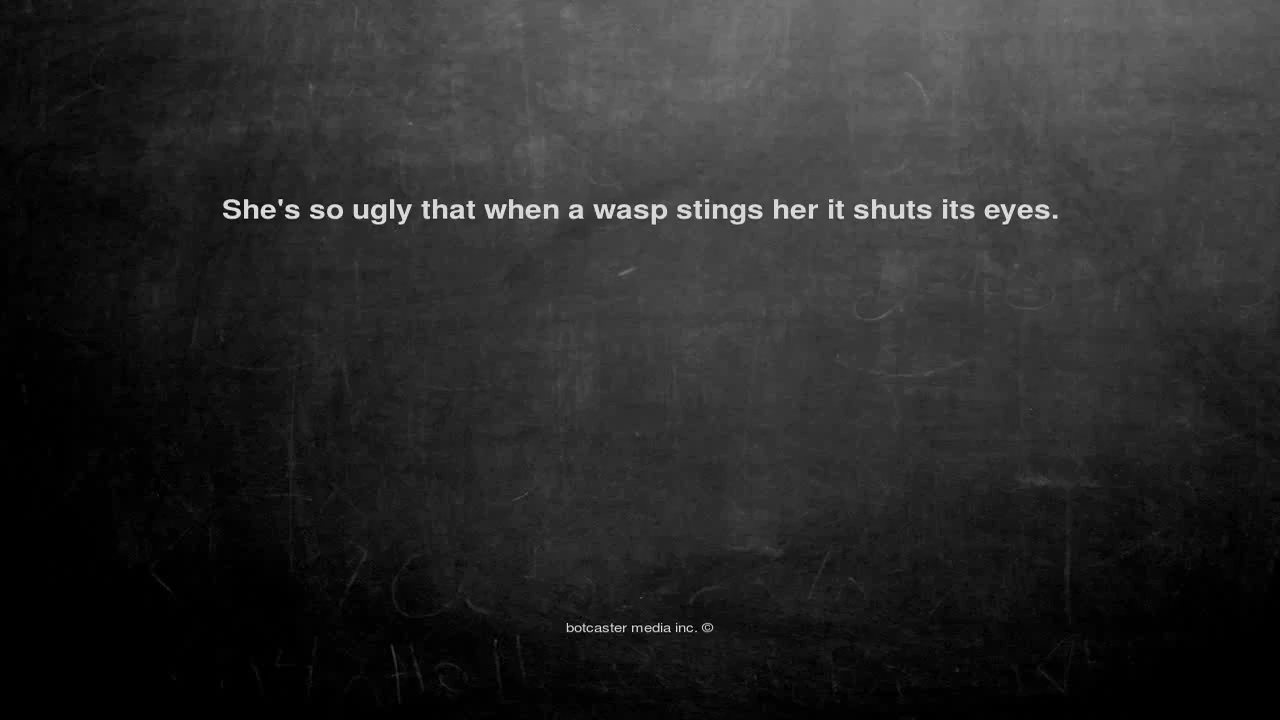 She's so ugly that when a wasp stings her it shuts its eyes.
botcaster media inc. ©